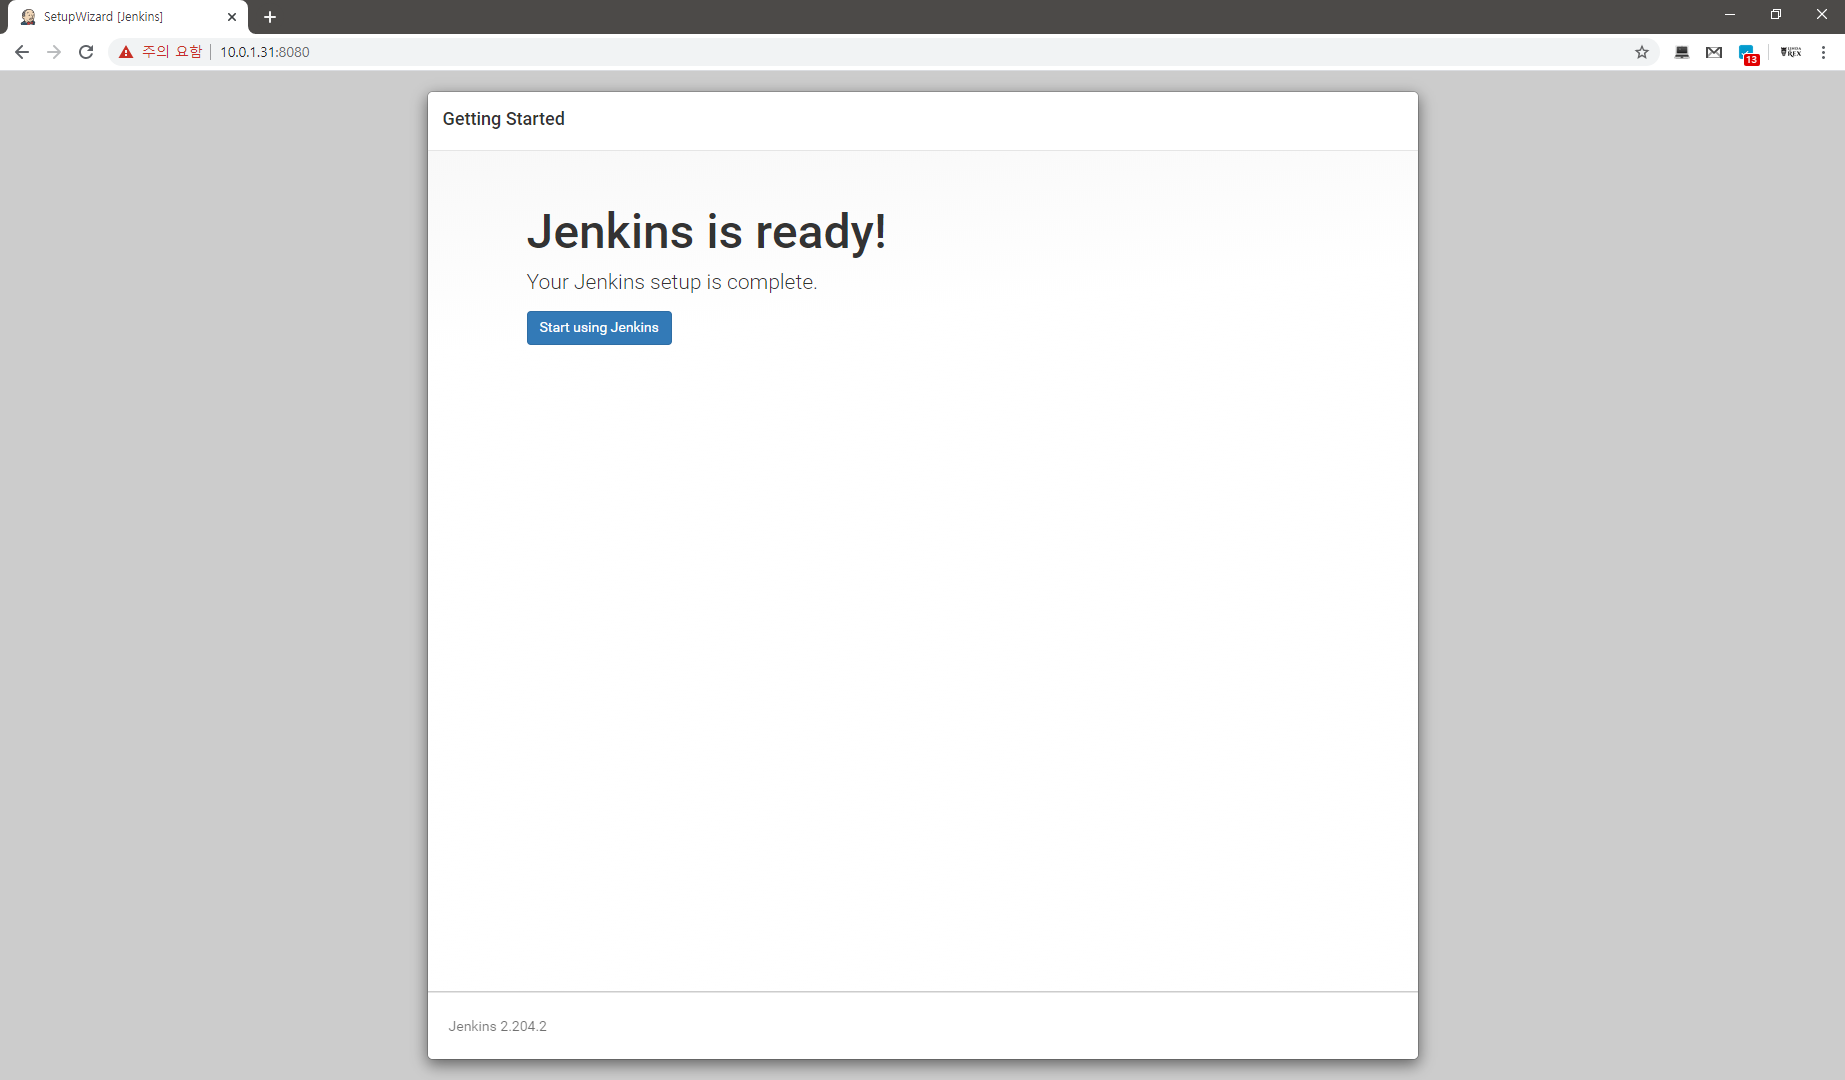 SetupWizard [Jenkins]
주의 요함 | 10.0.1.31:8080
13
REX
Getting Started
Jenkins is ready!
Your Jenkins setup is complete.
Start using Jenkins
Jenkins 2.204.2